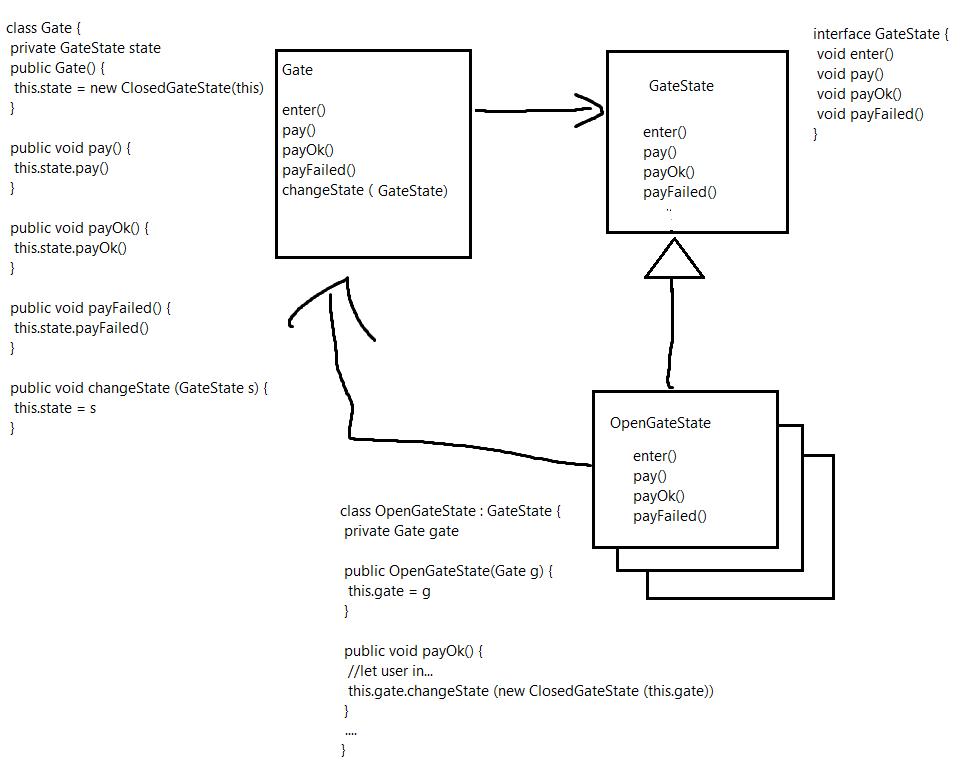 class Gate {
private GateState state
public Gate() {
this.state = new ClosedGateState(this)
}
public void pay() {
this.state.pay()
}
public void payOk() {
this.state.payOk()
}
public void payFailed() {
this.state.payFailed()
}
public void changeState (GateState s) {
this.state = s
}
Gate
enter()
pay()
payOk()
payFailed()
changeState ( GateState)
GateState
enter()
pay()
payOk()
payFailed()
interface GateState {
void enter()
void pay()
void payOk()
void payFailed()
}
OpenGateState
enter()
pay()
payOk()
payFailed()
class OpenGateState : GateState {
private Gate gate
public OpenGateState(Gate g) {
this.gate = g
}
public void payOk() {
//let user in...
this.gate.changeState (new ClosedGateState (this.gate))
}
....
}